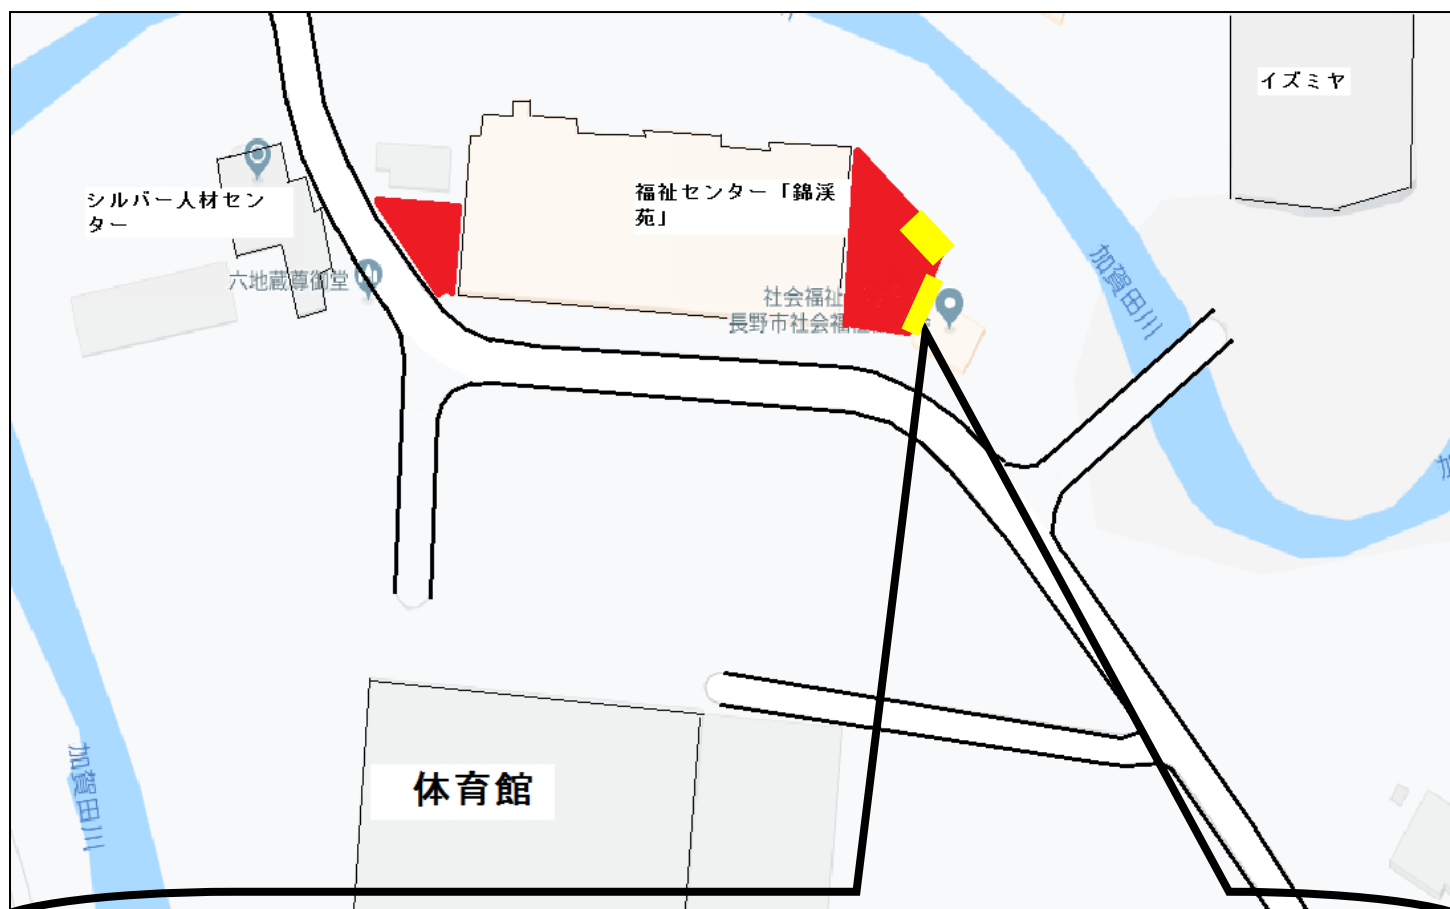 イズミヤ
シルバー人材セン
ター
福祉センター「錦渓
苑」
六地蔵尊御堂
社会福祉
長野市社会福祉
加賀田川
加
体育館
加賀田川